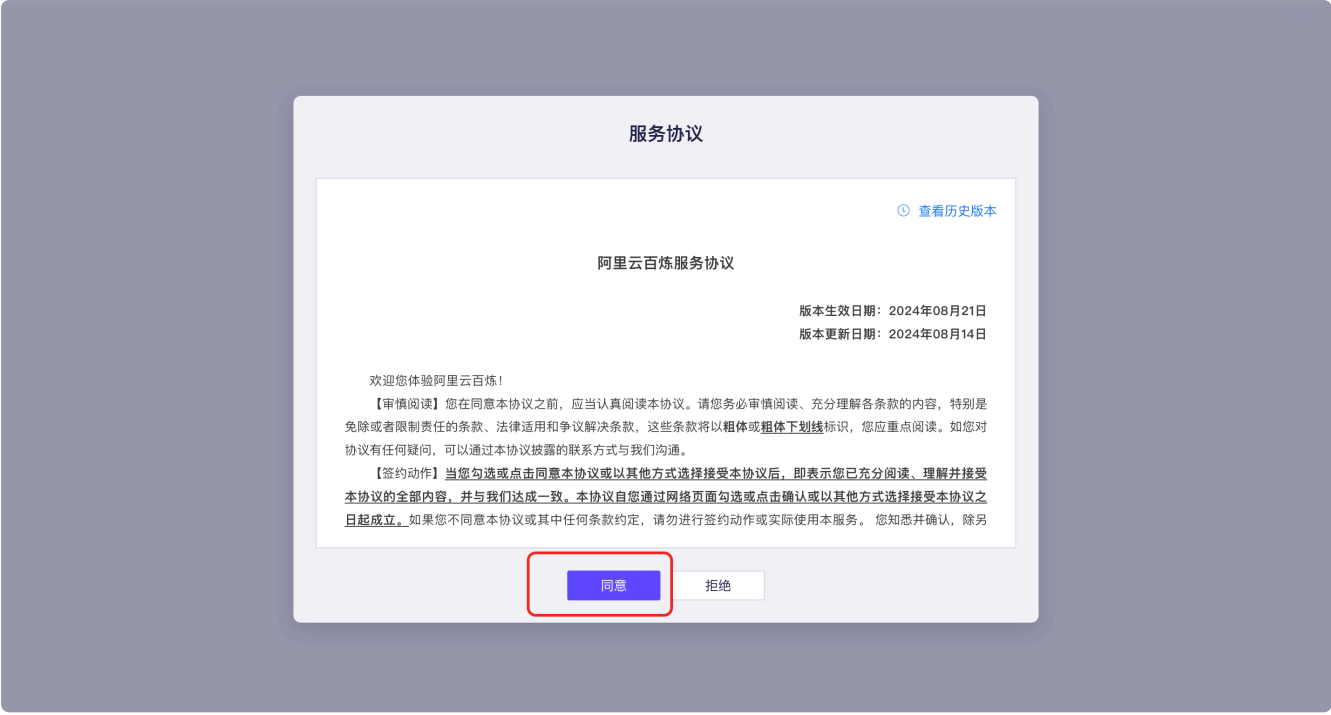 服务协议
查看历史版本
阿里云百炼服务协议
版本生效日期：2024年08月21日
版本更新日期：2024年08月14日
欢迎您体验阿里云百炼！
【审慎阅读】您在同意本协议之前，应当认真阅读本协议。请您务必审慎阅读、充分理解各条款的内容，特别是
免除或者限制责任的条款、法律适用和争议解决条款，这些条款将以粗体或粗体下划线标识，您应重点阅读。如您对
协议有任何疑问，可以通过本协议披露的联系方式与我们沟通。
【签约动作】当您勾选或点击同意本协议或以其他方式选择接受本协议后，即表示您已充分阅读、理解并接受
本协议的全部内容，并与我们达成一致。本协议自您通过网络页面勾选或点击确认或以其他方式选择接受本协议之
日起成立。如果您不同意本协议或其中任何条款约定，请勿进行签约动作或实际使用本服务。 您知悉并确认，除另
同意
拒绝